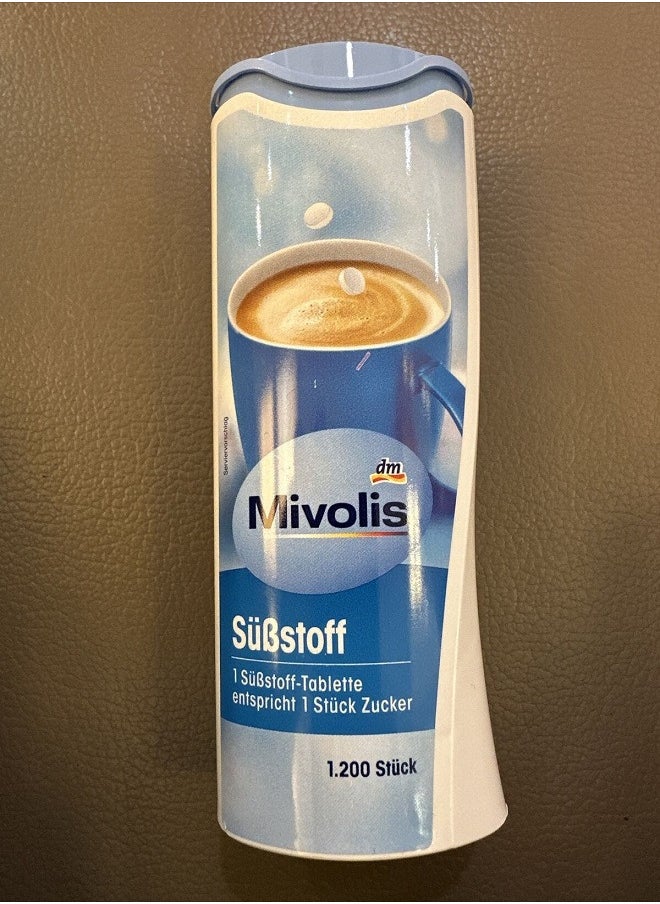 Serviervorschlag
dm
Mivolis
Süßstoff
1 Süßstoff-Tablette
entspricht 1 Stück Zucker
1.200 Stück